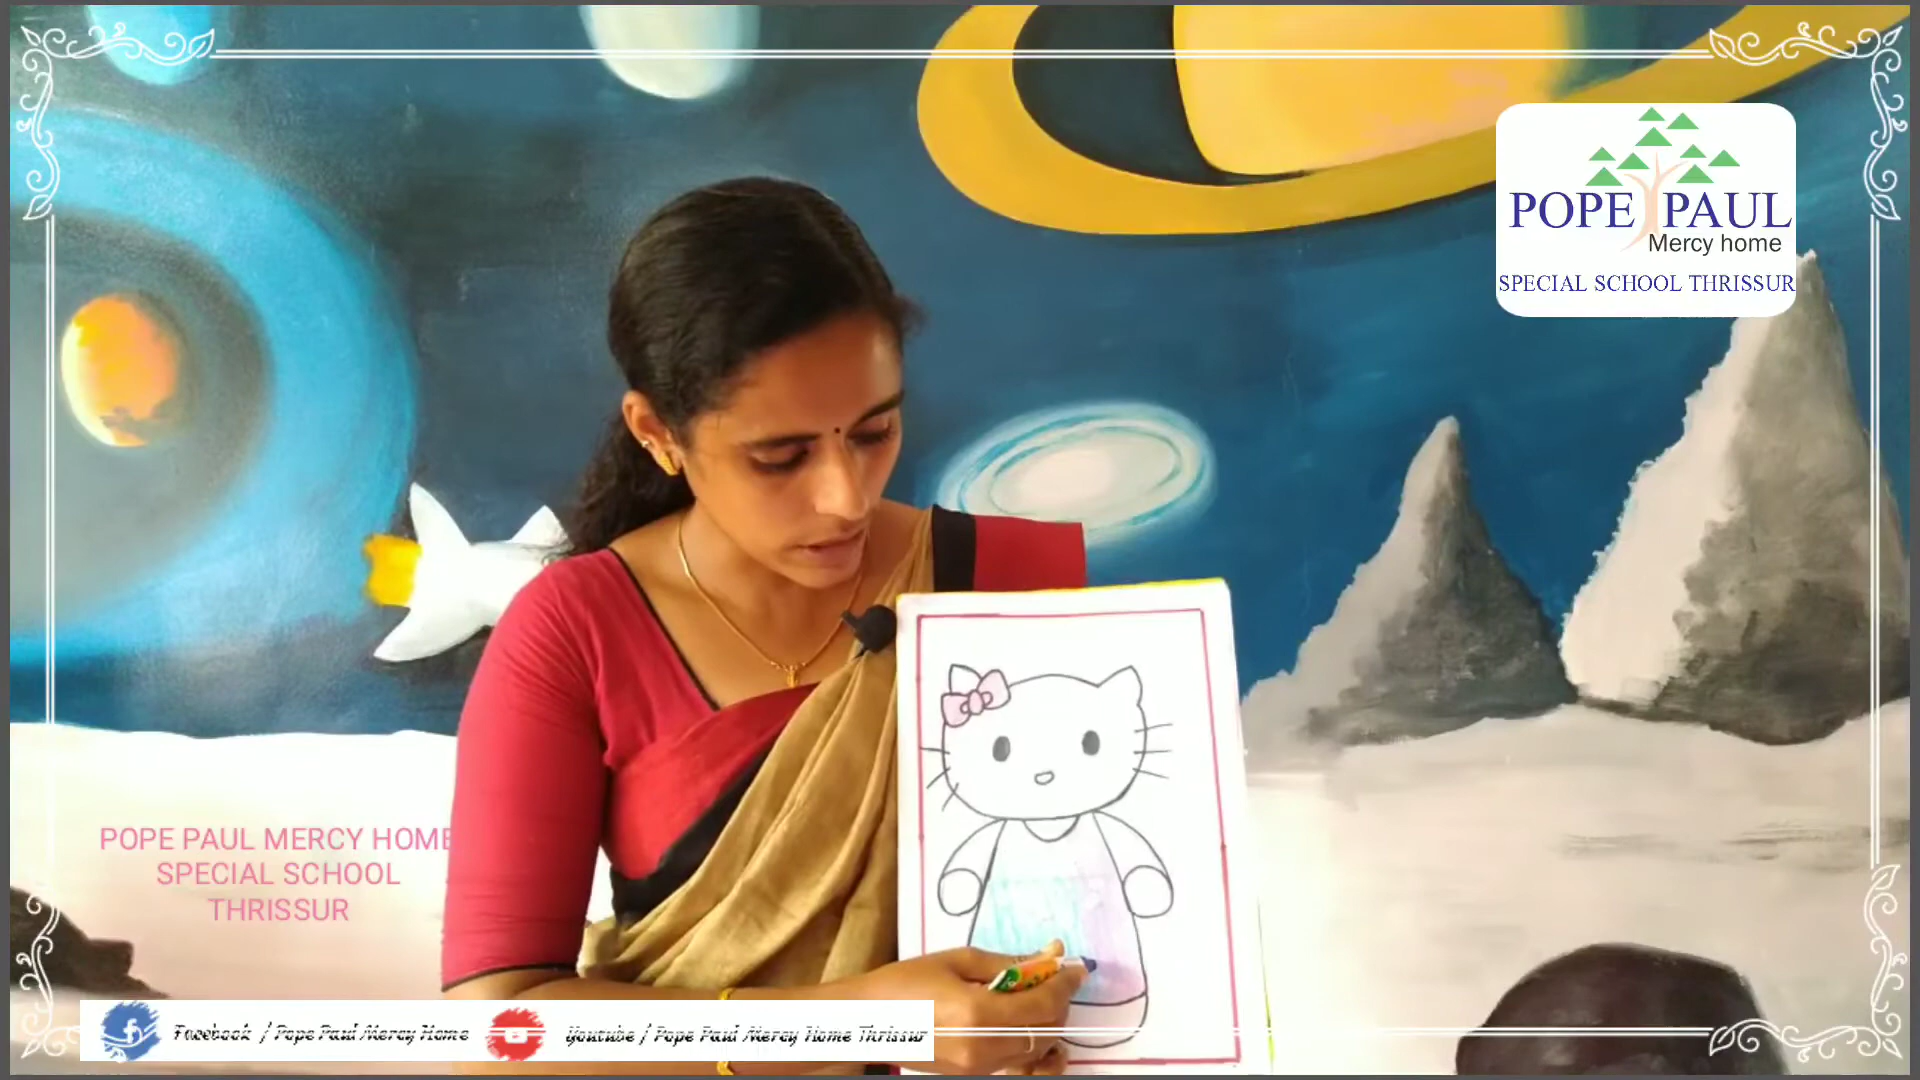 POPE PAUL
Mercy home
SPECIAL SCHOOL THRISSUR
POPE PAUL MERCY HOME
SPECIAL SCHOOL
THRISSUR
Facebook / Pope Paul Mercy Home
Youtube / Pope Paul Mercy Home Thrissur